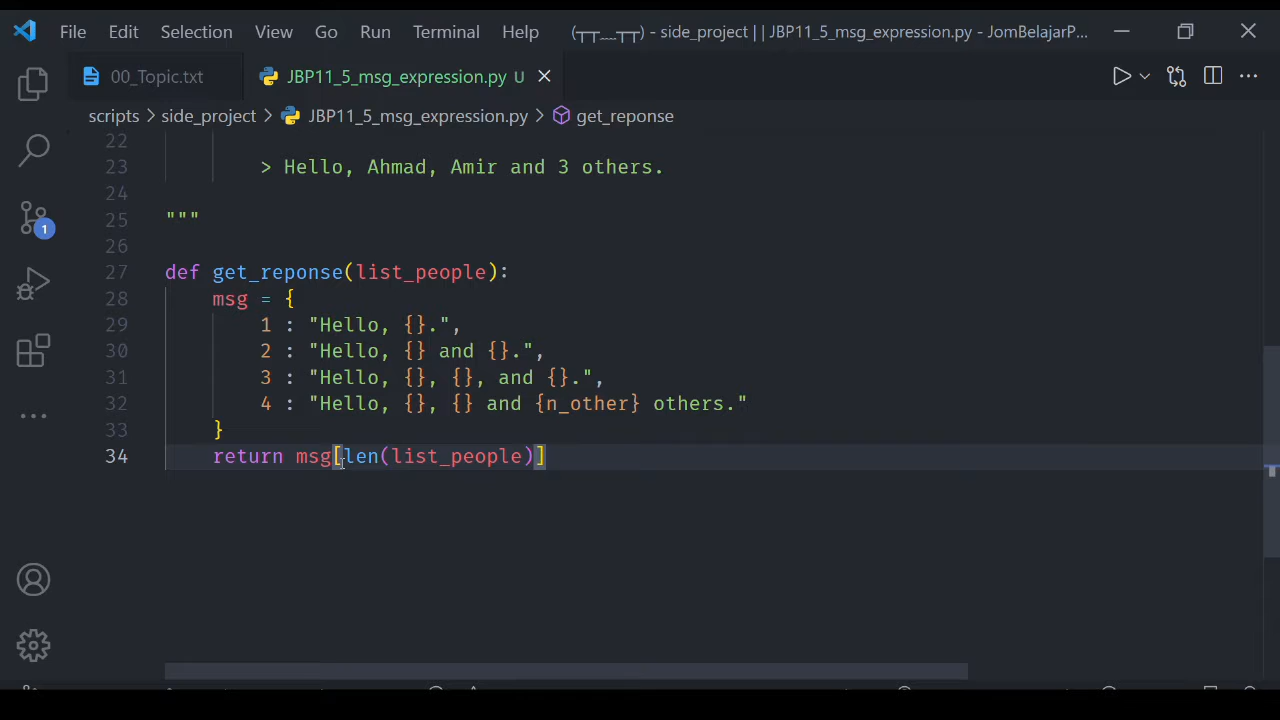 File Edit Selection View Go Run Terminal Help (┬┬﹏┬┬) - side_project || JBP11_5_msg_expression.py - JomBelajarP...
00_Topic.txt JBP11_5_msg_expression.py U
scripts > side_project > JBP11_5_msg_expression.py > get_reponse
22
23 > Hello, Ahmad, Amir and 3 others.
24
25 """
26
27 def get_reponse(list_people):
28 msg = {
29 1 : "Hello, {}.",
30 2 : "Hello, {} and {}.",
31 3 : "Hello, {}, {}, and {}.",
32 4 : "Hello, {}, {} and {n_other} others."
33 }
34 return msg[len(list_people)]
1